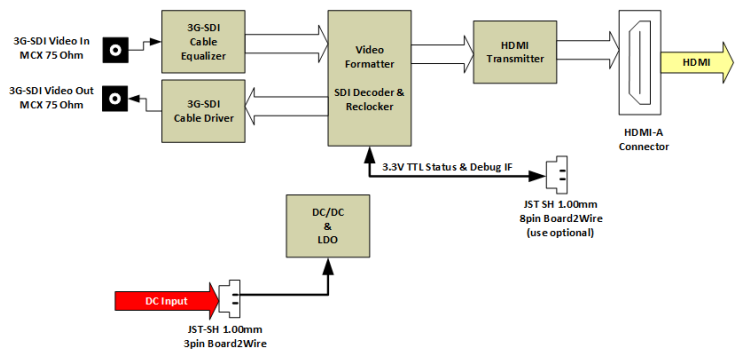 3G-SDI Video In
MCX 75 Ohm
3G-SDI
Cable
Equalizer
Video
Formatter
SDI Decoder &
Reclocker
HDMI
Transmitter
HDMI
HDMI-A
Connector
3G-SDI Video Out
MCX 75 Ohm
3G-SDI
Cable Driver
3.3V TTL Status & Debug IF
JST SH 1.00mm
8pin Board2Wire
(use optional)
DC/DC
&
LDO
DC Input
JST-SH 1.00mm
3pin Board2Wire